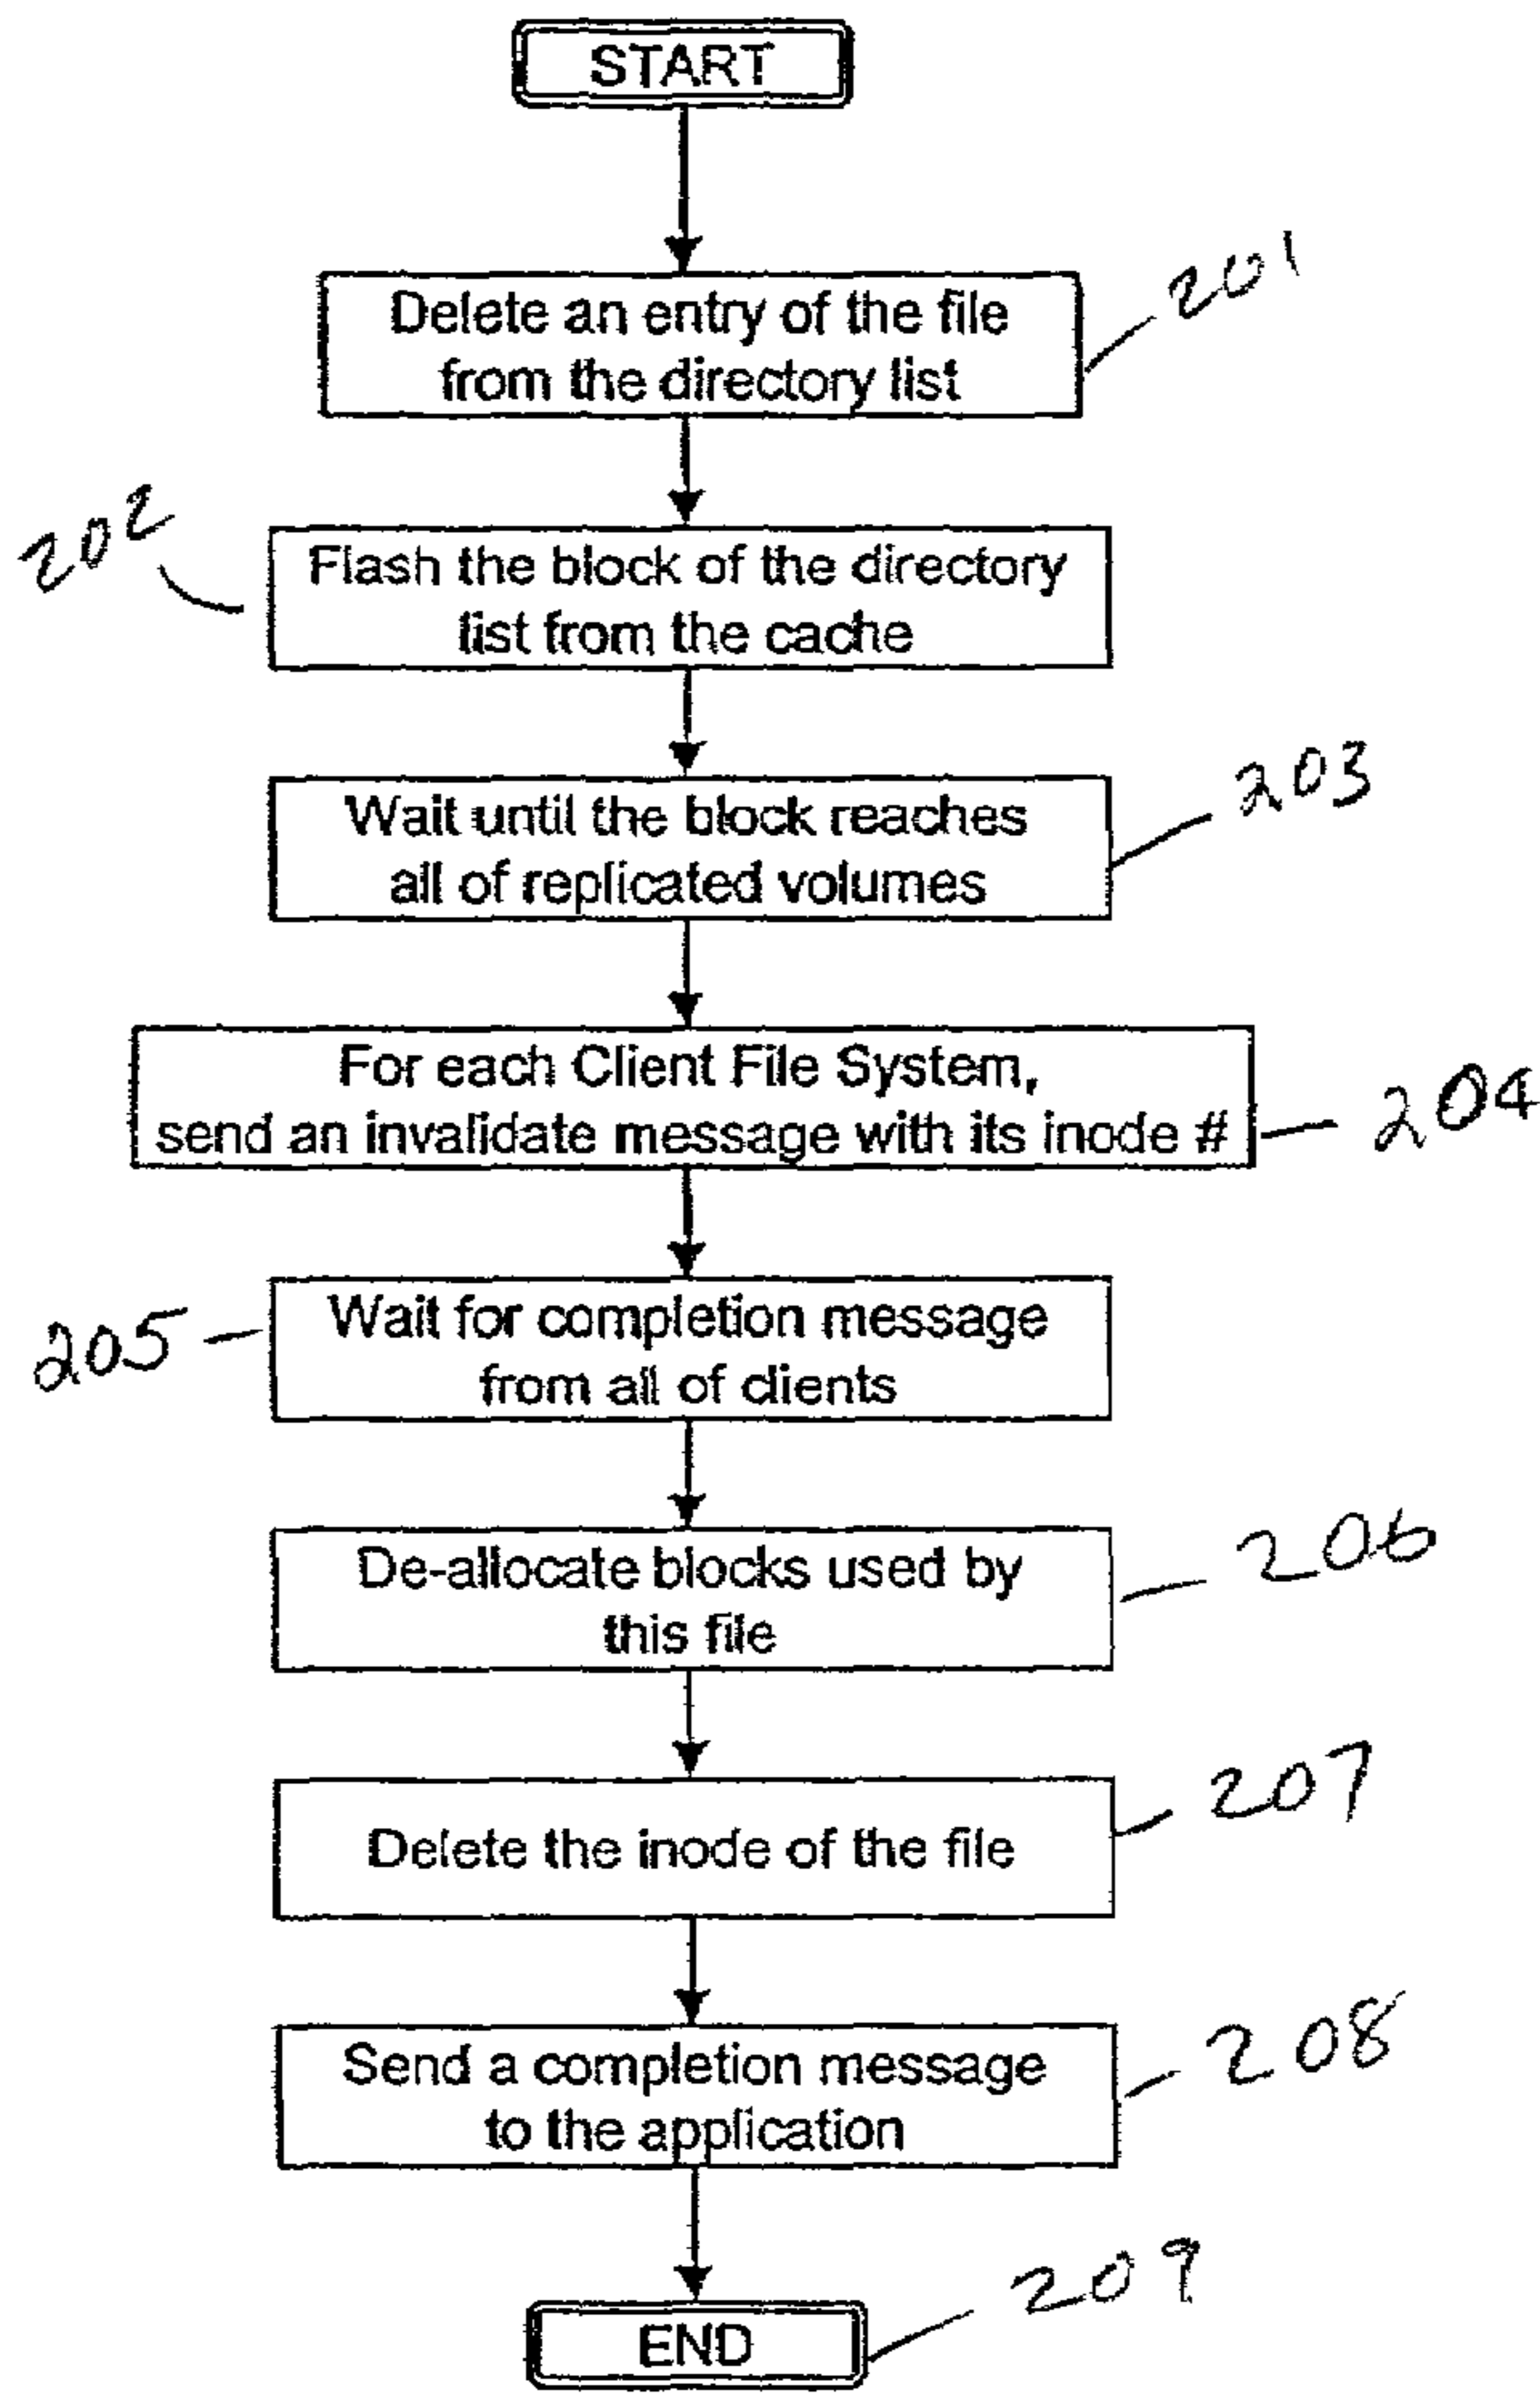 START
201
Delete an entry of the file
from the directory list
202
Flash the block of the directory
list from the cache
203
Wait until the block reaches
all of replicated volumes
For each Client File System,
send an invalidate message with its inode #
204
205
Wait for completion message
from all of clients
206
De-allocate blocks used by
this file
207
Delete the inode of the file
208
Send a completion message
to the application
209
END